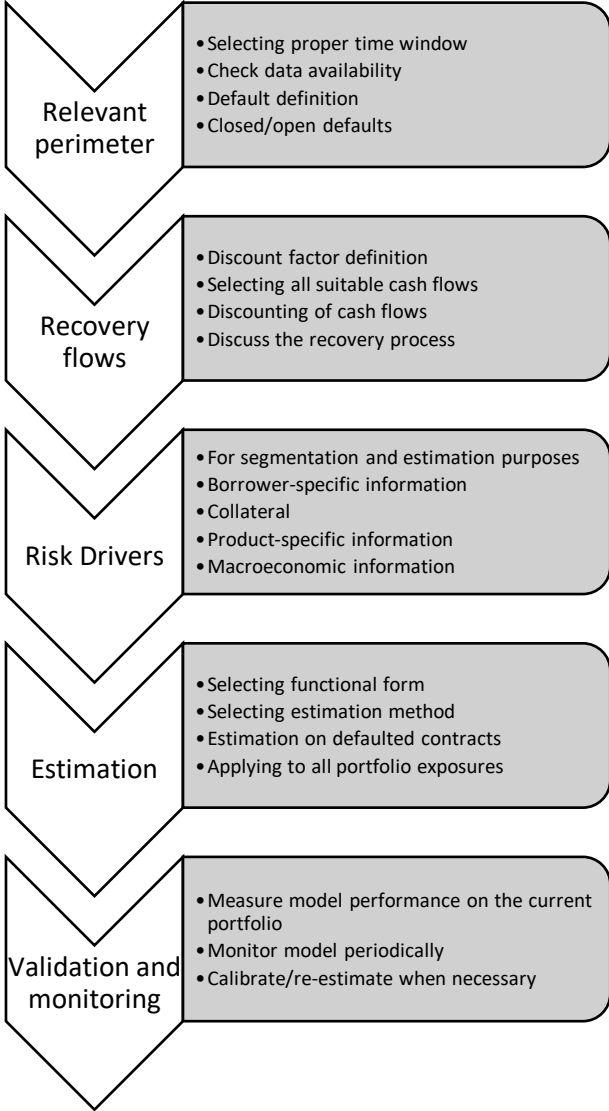 Relevant
perimeter
•Selecting proper time window
•Check data availability
•Default definition
•Closed/open defaults
Recovery
flows
•Discount factor definition
•Selecting all suitable cash flows
•Discounting of cash flows
•Discuss the recovery process
Risk Drivers
•For segmentation and estimation purposes
•Borrower-specific information
•Collateral
•Product-specific information
•Macroeconomic information
Estimation
•Selecting functional form
•Selecting estimation method
•Estimation on defaulted contracts
•Applying to all portfolio exposures
Validation and
monitoring
•Measure model performance on the current
portfolio
•Monitor model periodically
•Calibrate/re-estimate when necessary